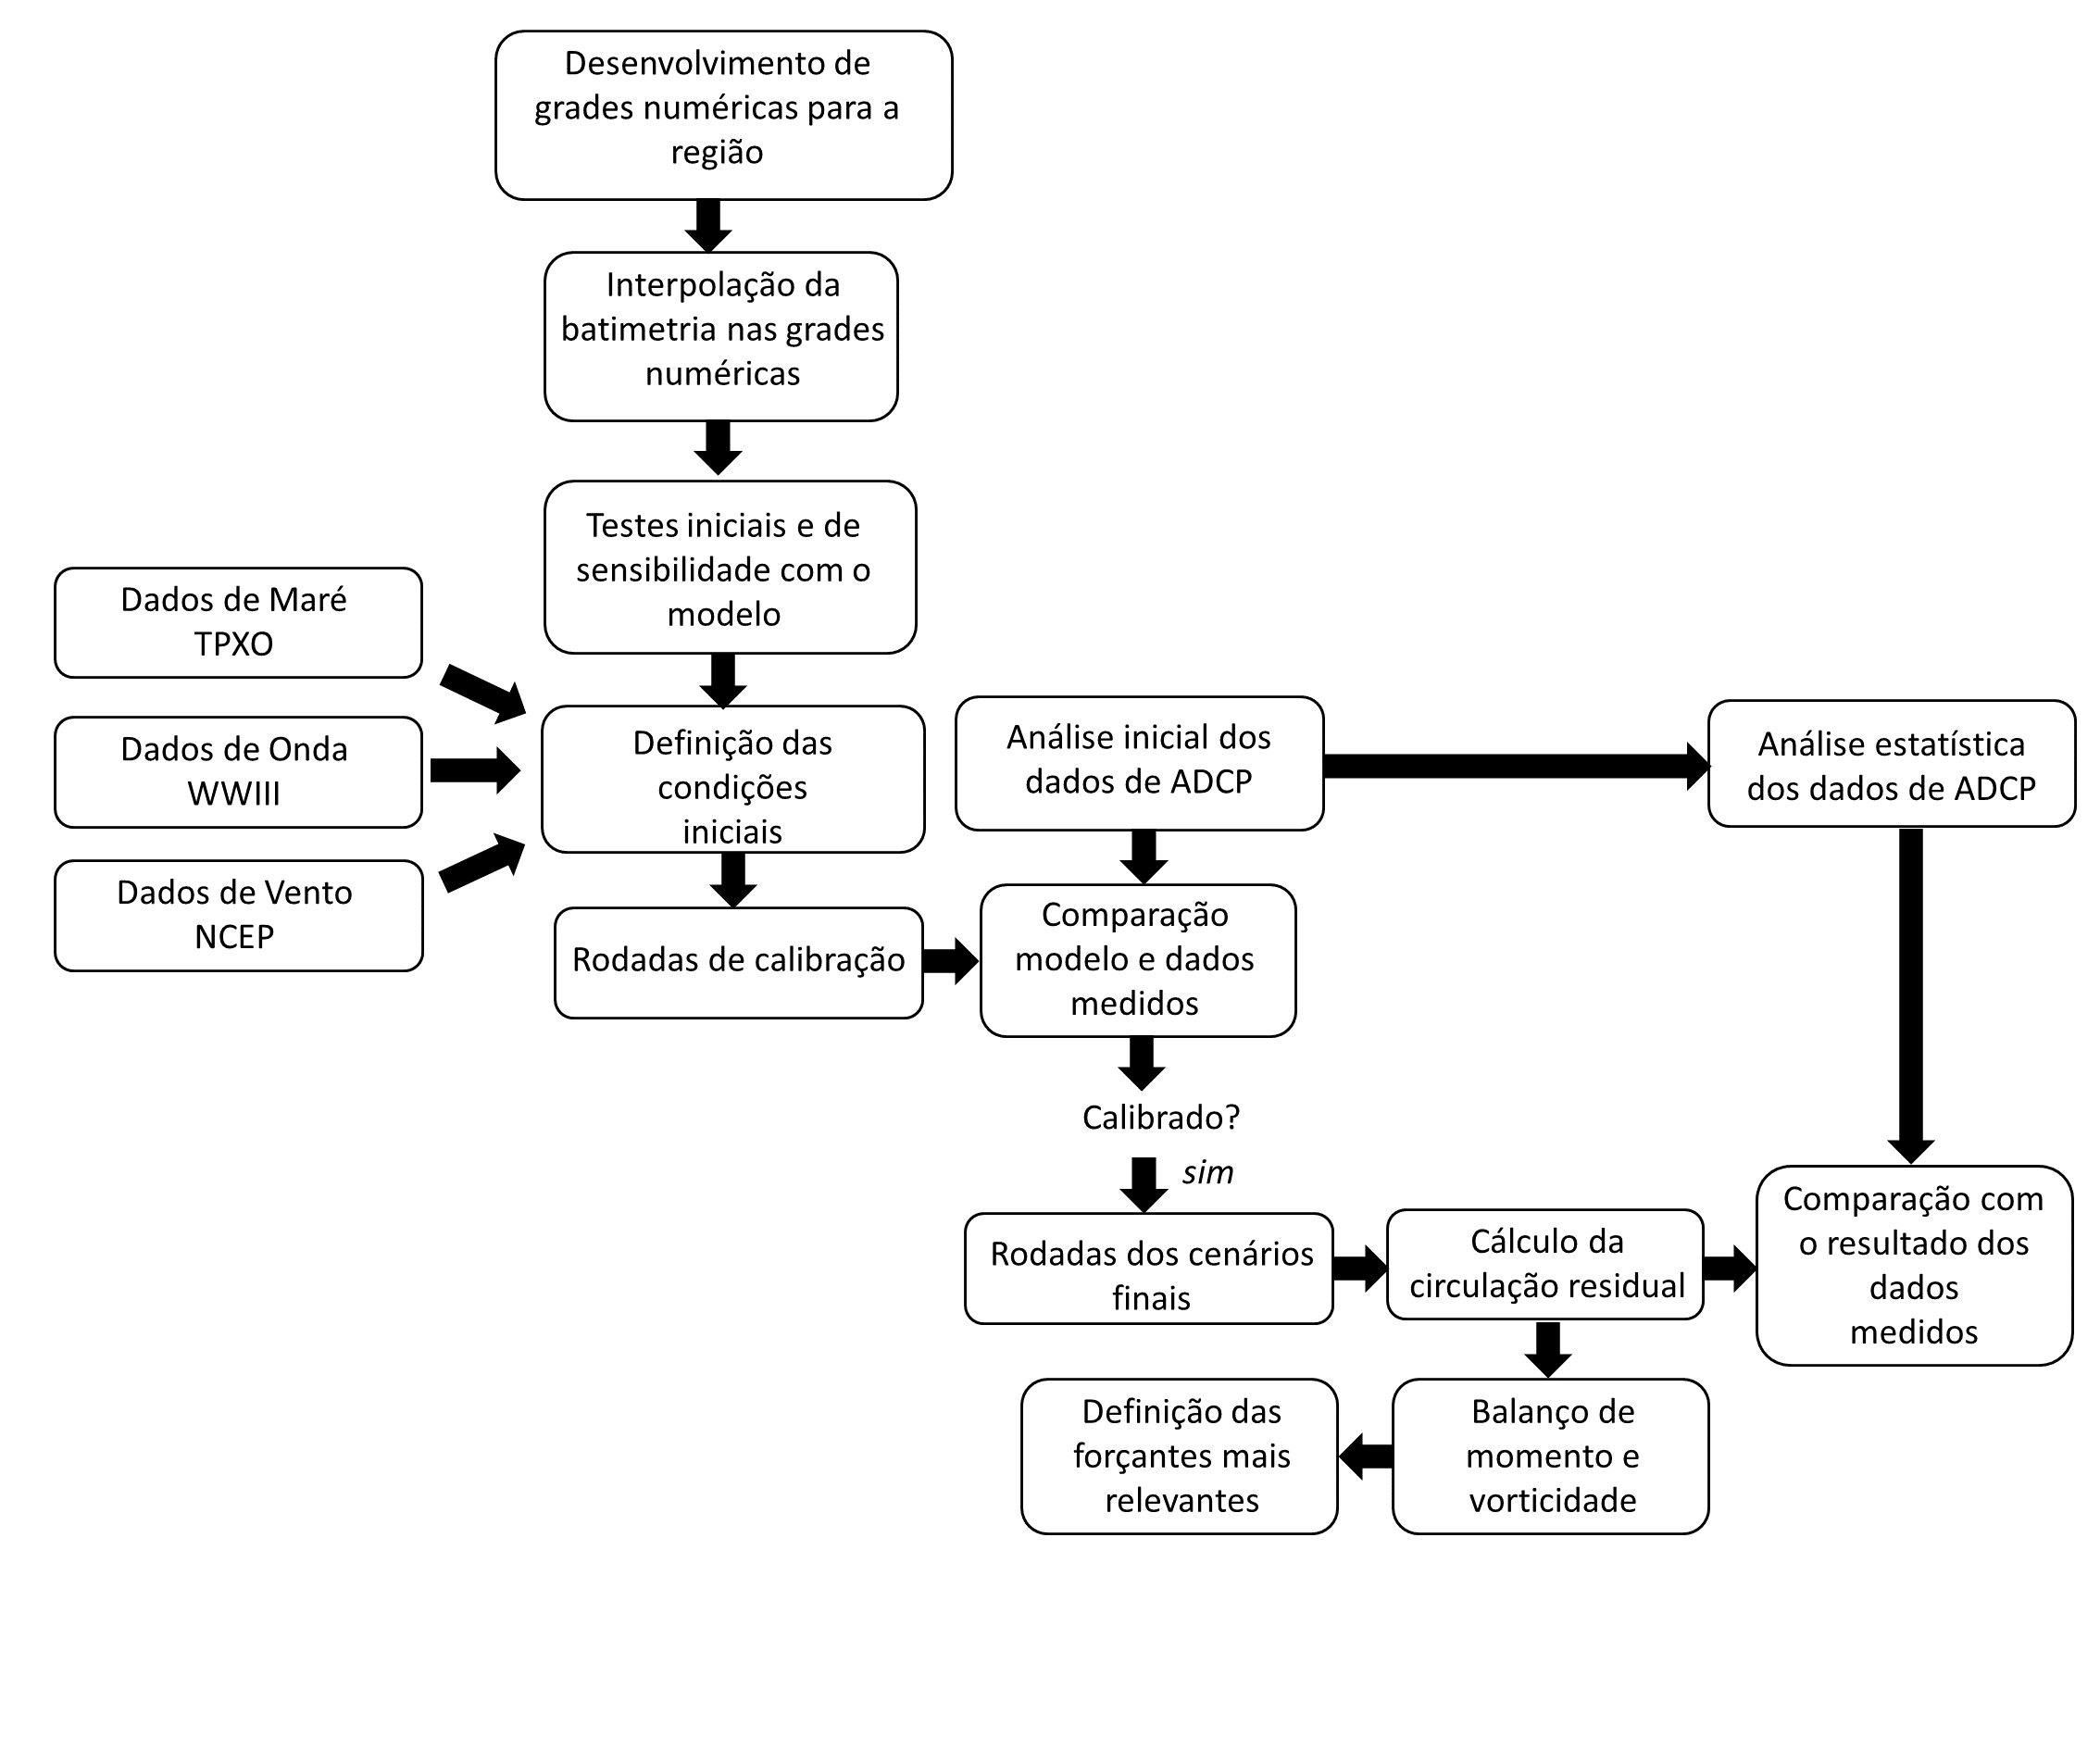 Desenvolvimento de
grades numéricas para a
região
Interpolação da
batimetria nas grades
numéricas
Testes iniciais e de
sensibilidade com o
modelo
Dados de Maré
TPXO
Dados de Onda
WWIII
Dados de Vento
NCEP
Definição das
condições
iniciais
Rodadas de calibração
Análise inicial dos
dados de ADCP
Análise estatística
dos dados de ADCP
Comparação
modelo e dados
medidos
Calibrado?
sim
Rodadas dos cenários
finais
Cálculo da
circulação residual
Comparação com
o resultado dos
dados
medidos
Definição das
forçantes mais
relevantes
Balanço de
momento e
vorticidade